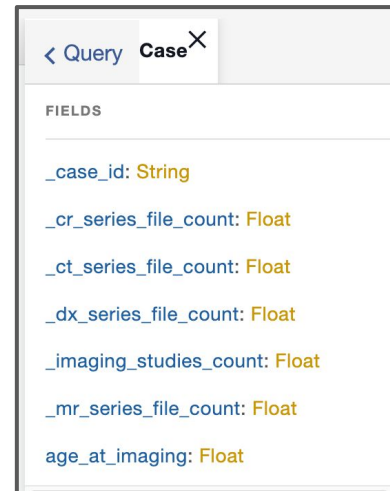 < Query Case ×
FIELDS
_case_id: String
_cr_series_file_count: Float
_ct_series_file_count: Float
_dx_series_file_count: Float
_imaging_studies_count: Float
_mr_series_file_count: Float
age_at_imaging: Float